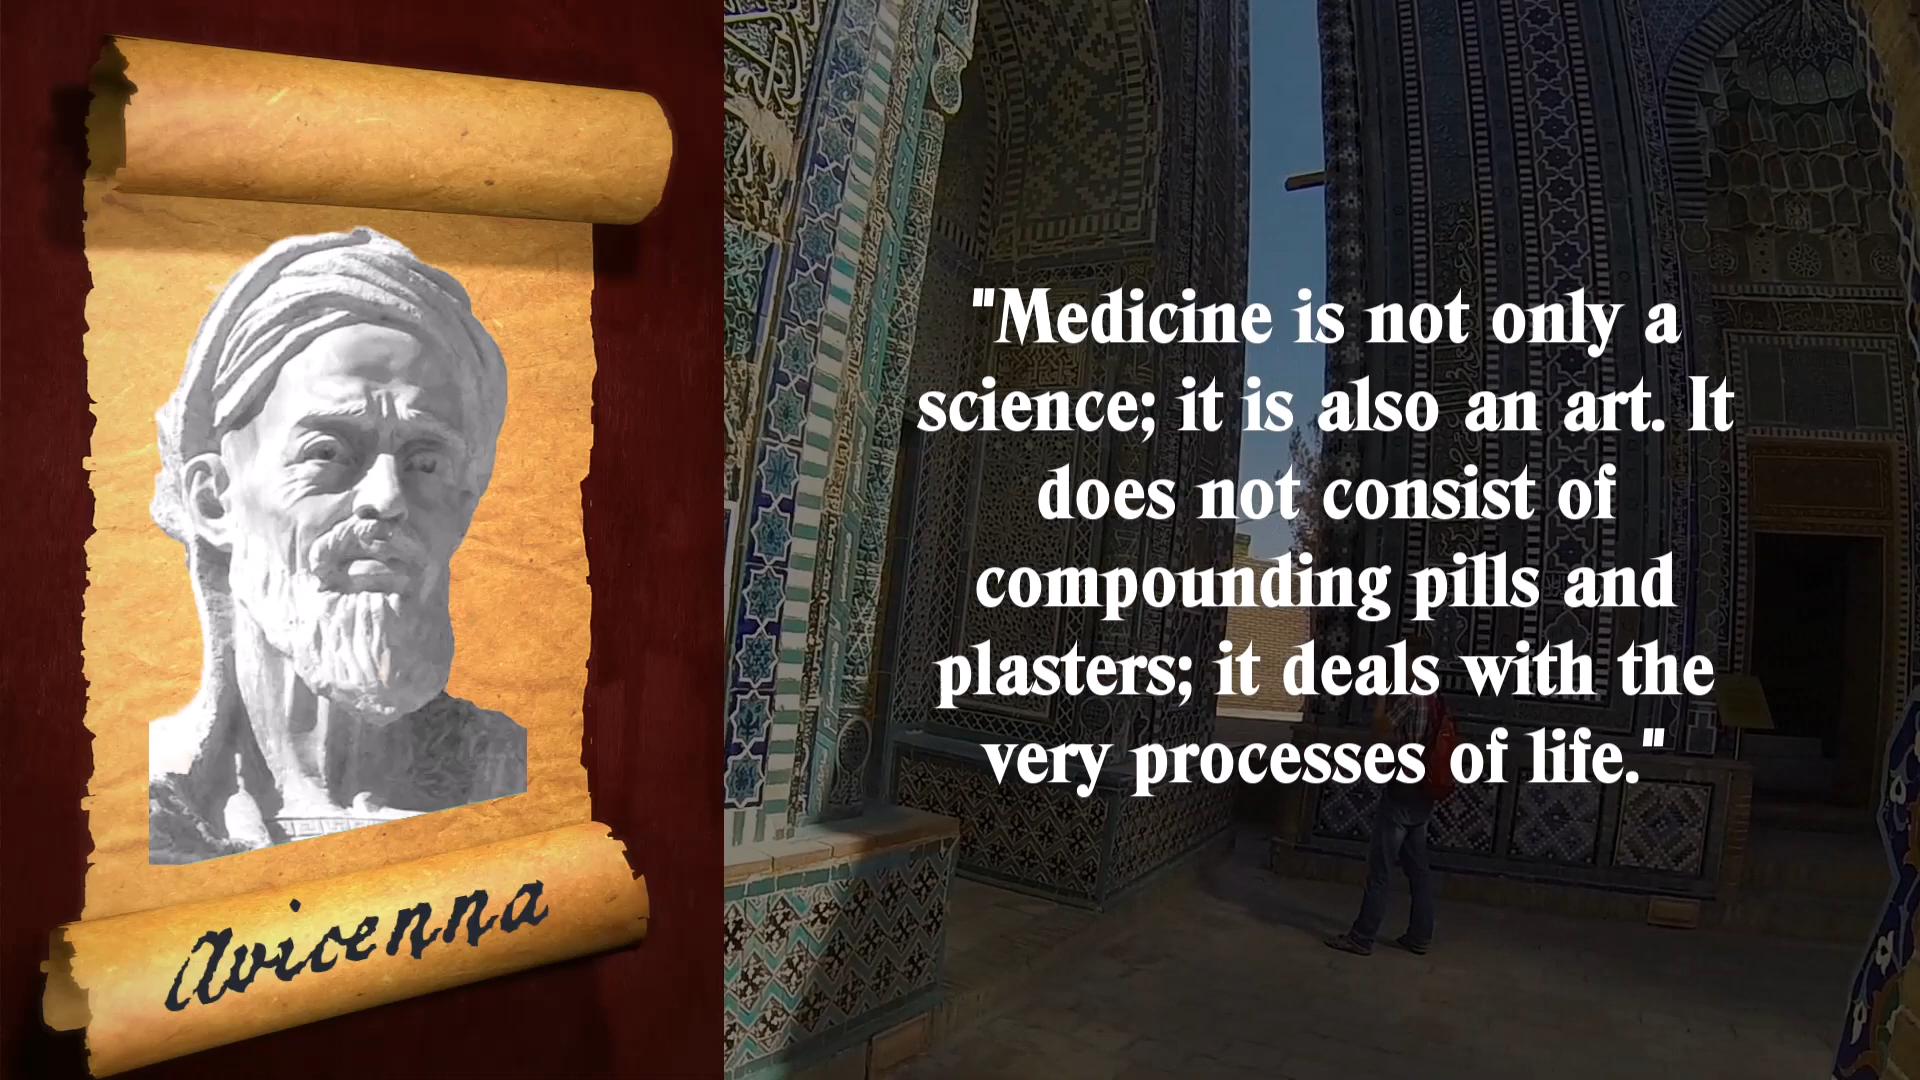 "Medicine is not only a
science; it is also an art. It
does not consist of
compounding pills and
plasters; it deals with the
very processes of life."
Avicenna